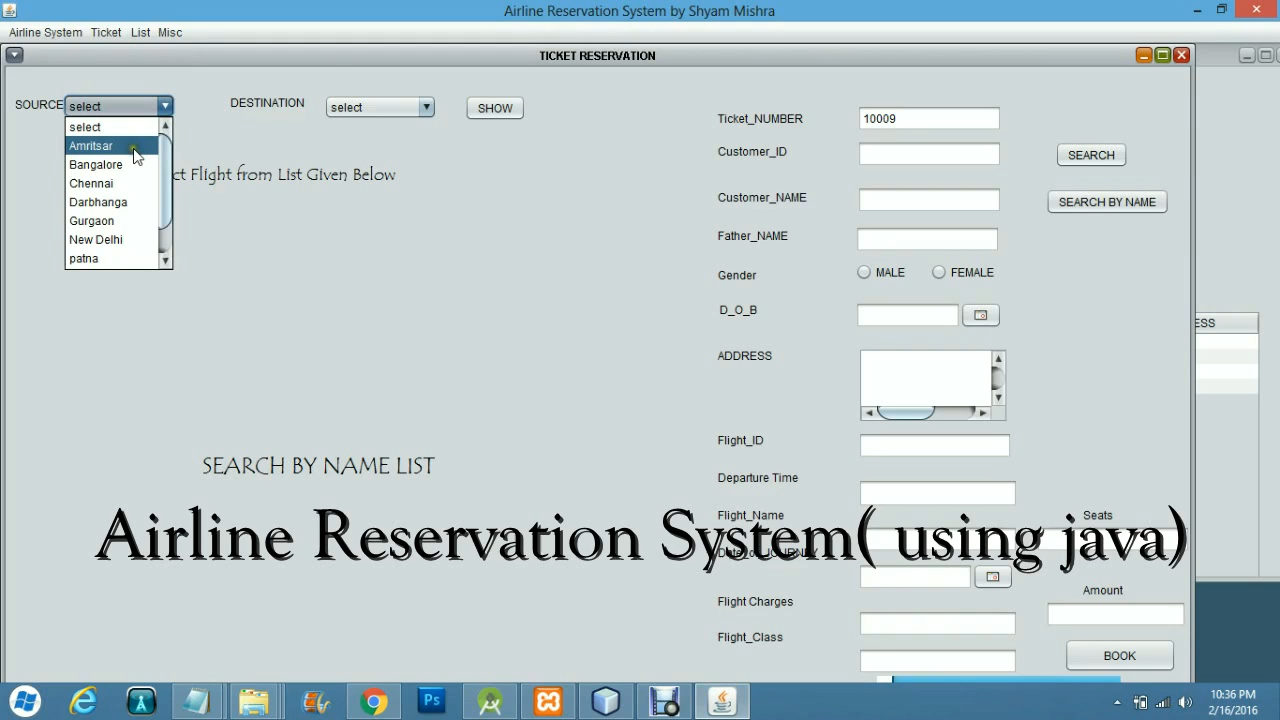 Airline Reservation System by Shyam Mishra
Airline System Ticket List Misc
TICKET RESERVATION
SOURCE select
DESTINATION select SHOW
select
Amritsar
Bangalore
Chennai
Darbhanga
Gurgaon
New Delhi
patna
ct Flight from List Given Below
SEARCH BY NAME LIST
Ticket_NUMBER 10009
Customer_ID SEARCH
Customer_NAME SEARCH BY NAME
Father_NAME
Gender MALE FEMALE
D_O_B
ADDRESS
ESS
Flight_ID
Departure Time
Flight_Name Seats
Airline Reservation System( using java)
JOURNEY
Amount
Flight Charges
Flight_Class
BOOK
Ps
10:36 PM
2/16/2016